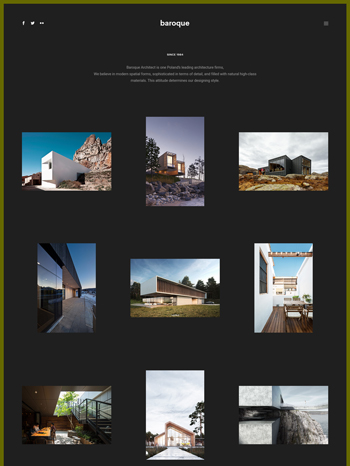 baroque
SINCE 1990
Baroque Architect is one Poland's leading architecture firms.
We believe in modern spatial forms, sophisticated in terms of detail, and filled with natural high-class
materials. This attitude determines our designing style